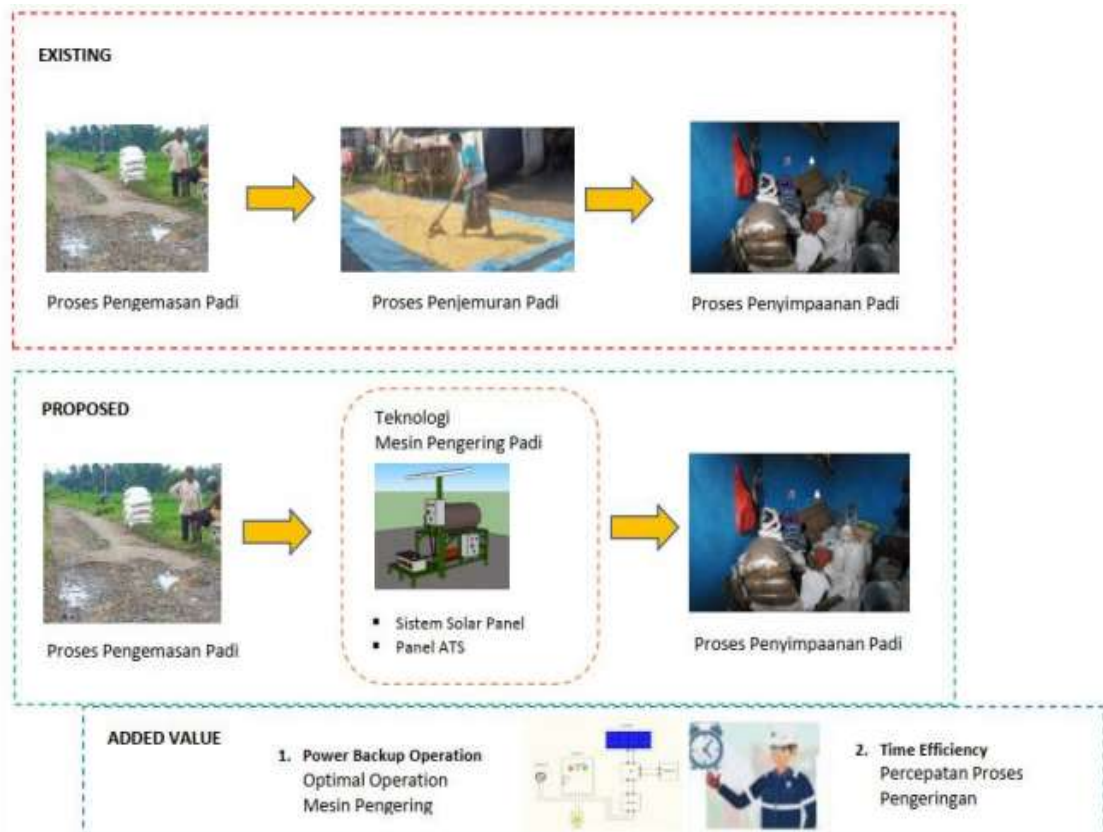 EXISTING
Proses Pengemasan Padi
Proses Penjemuran Padi
Proses Penyimpaanan Padi
PROPOSED
Teknologi
Mesin Pengering Padi
▪ Sistem Solar Panel
▪ Panel ATS
Proses Pengemasan Padi
Proses Penyimpaanan Padi
ADDED VALUE
1. Power Backup Operation
Optimal Operation
Mesin Pengering
ATS
2. Time Efficiency
Percepatan Proses
Pengeringan